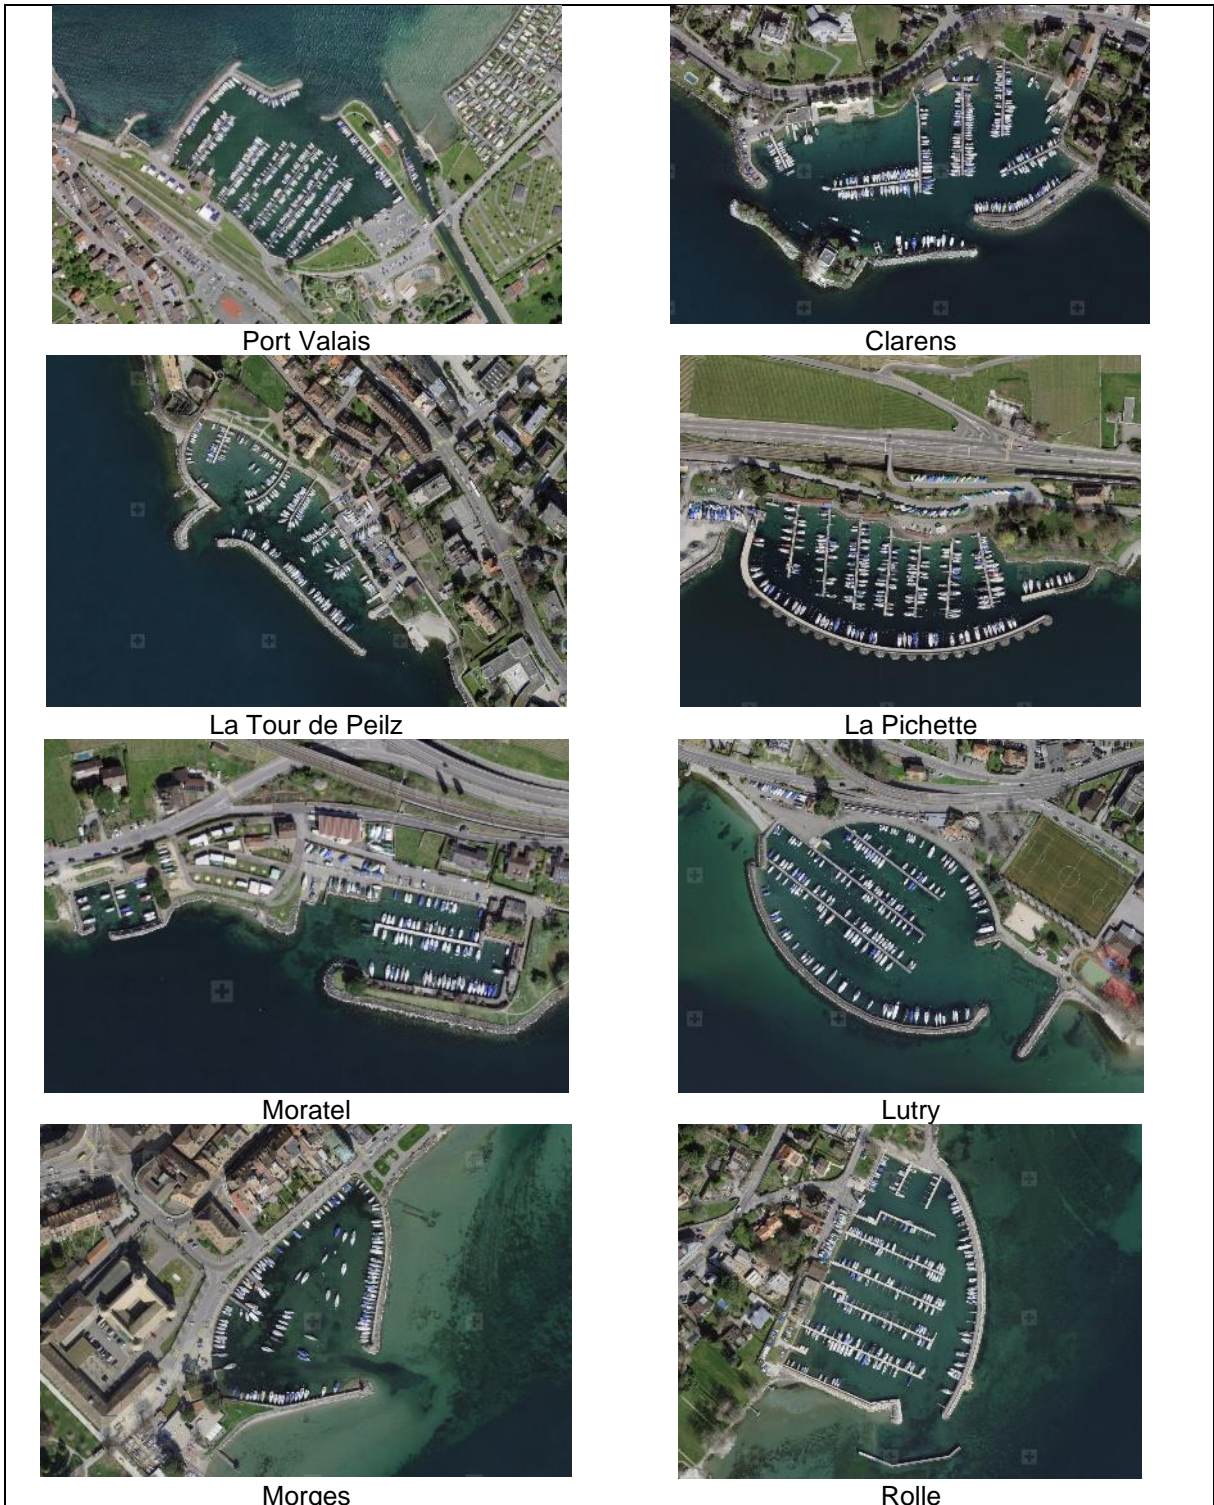 Port Valais
Clarens
La Tour de Peilz
La Pichette
Moratel
Lutry
Morges
Rolle